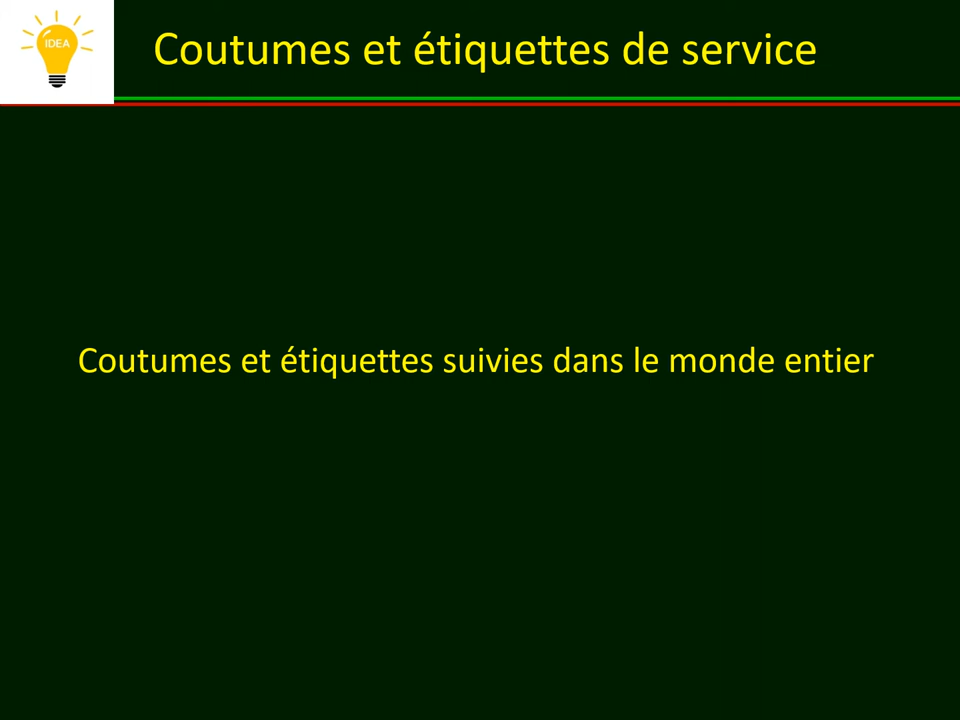 IDEA
Coutumes et étiquettes de service
Coutumes et étiquettes suivies dans le monde entier